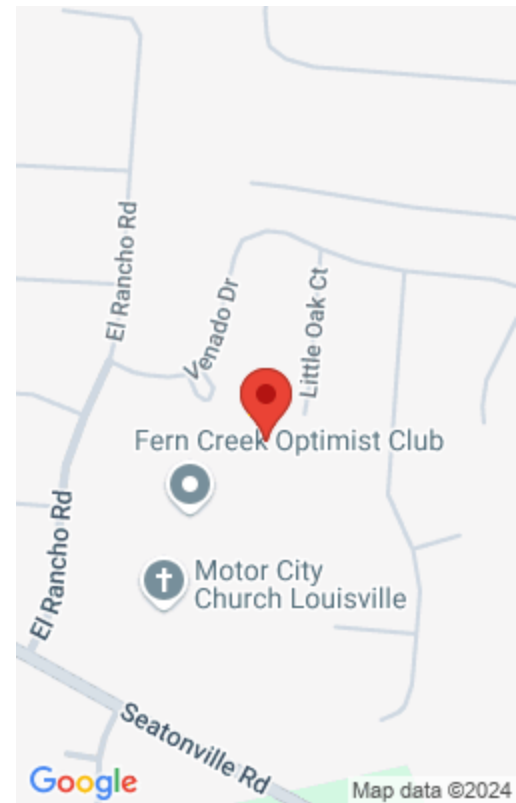 El Rancho Rd
Venado Dr
Little Oak Ct
Fern Creek Optimist Club
El Rancho Rd
Motor City
Church Louisville
Seatonville Rd
Google
Map data ©2024